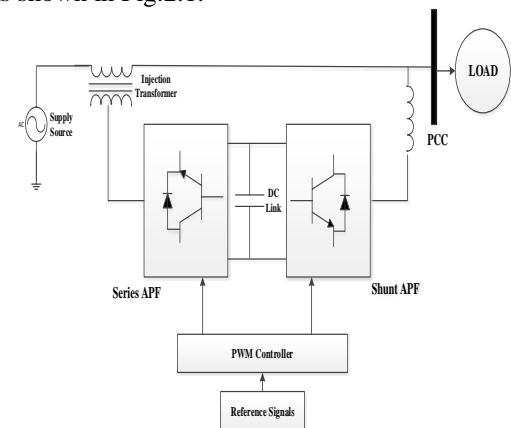 s shown in Fig.2.1.
Injection
Transformer
LOAD
AC
Supply
Source
PCC
DC
Link
Series APF
Shunt APF
PWM Controller
Reference Signals